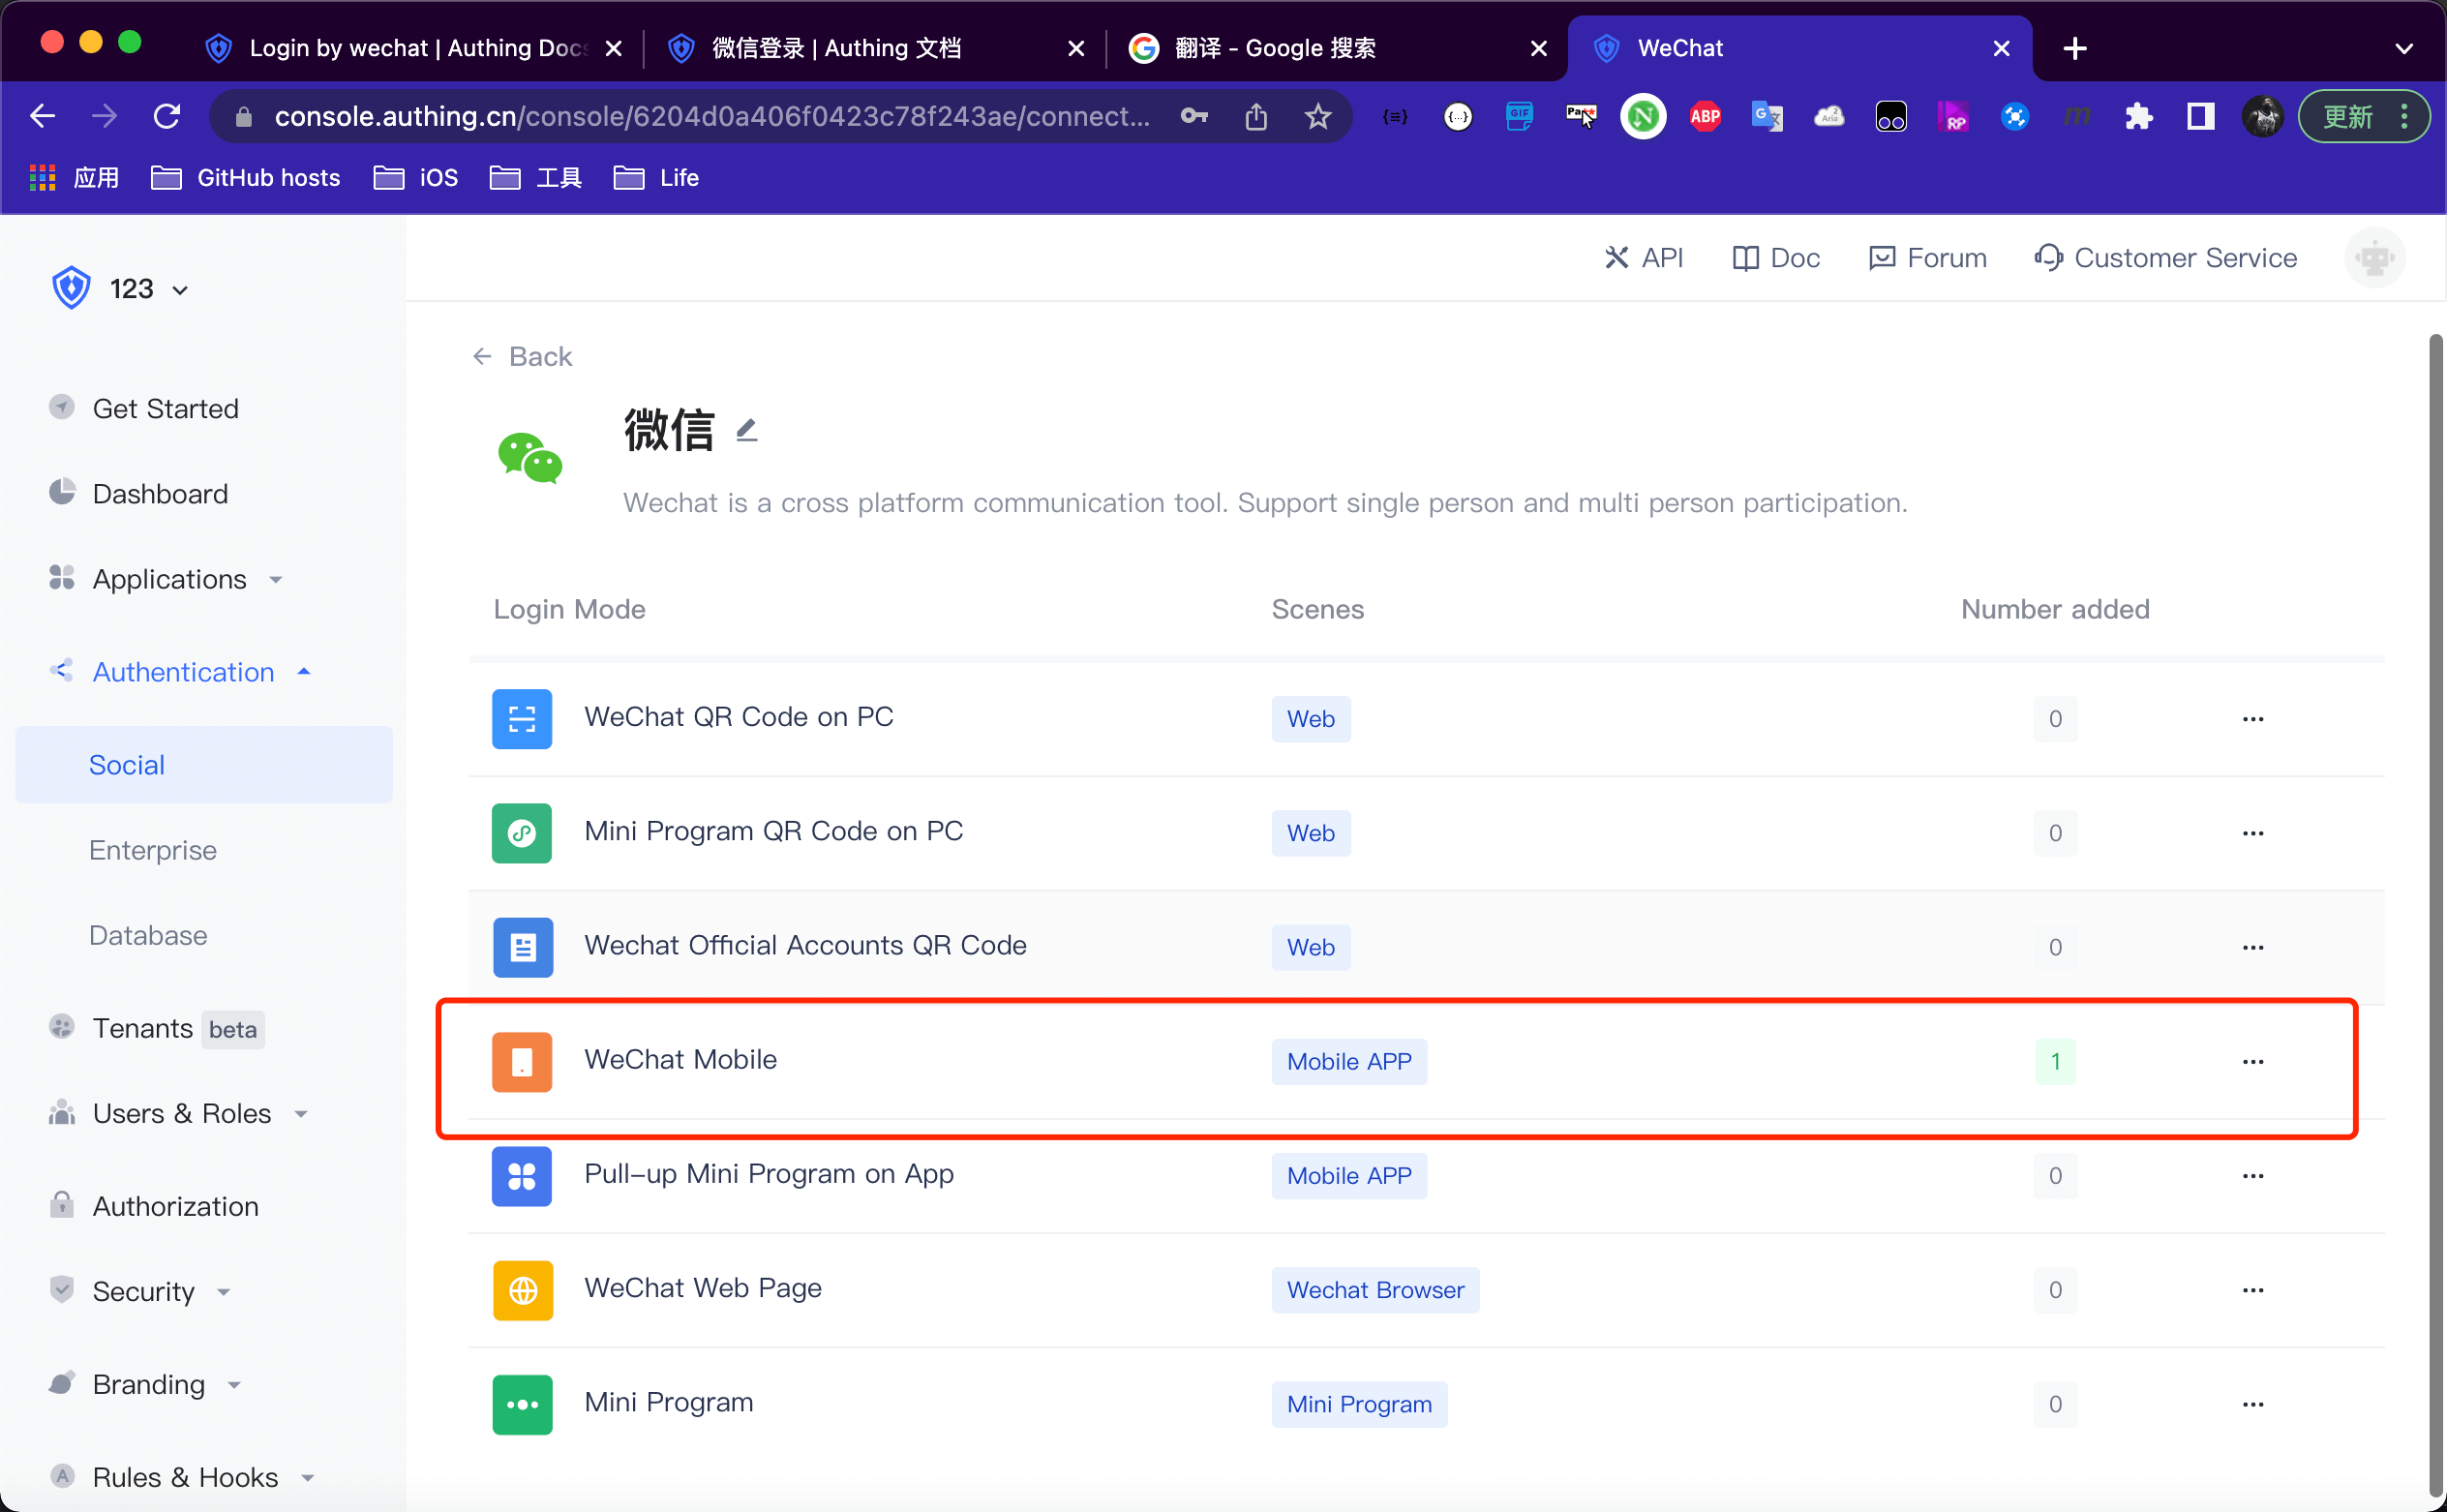 Login by wechat | Authing Docs
微信登录 | Authing 文档
翻译 - Google 搜索
WeChat
console.authing.cn/console/6204d0a406f0423c78f243ae/connect...
更新
应用
GitHub hosts
iOS
工具
Life
123
API
Doc
Forum
Customer Service
Get Started
Dashboard
Applications
Authentication
Social
Enterprise
Database
Tenants beta
Users & Roles
Authorization
Security
Branding
Rules & Hooks
Back
微信
Wechat is a cross platform communication tool. Support single person and multi person participation.
Login Mode Scenes Number added
WeChat QR Code on PC Web 0
Mini Program QR Code on PC Web 0
Wechat Official Accounts QR Code Web 0
WeChat Mobile Mobile APP 1
Pull-up Mini Program on App Mobile APP 0
WeChat Web Page Wechat Browser 0
Mini Program Mini Program 0